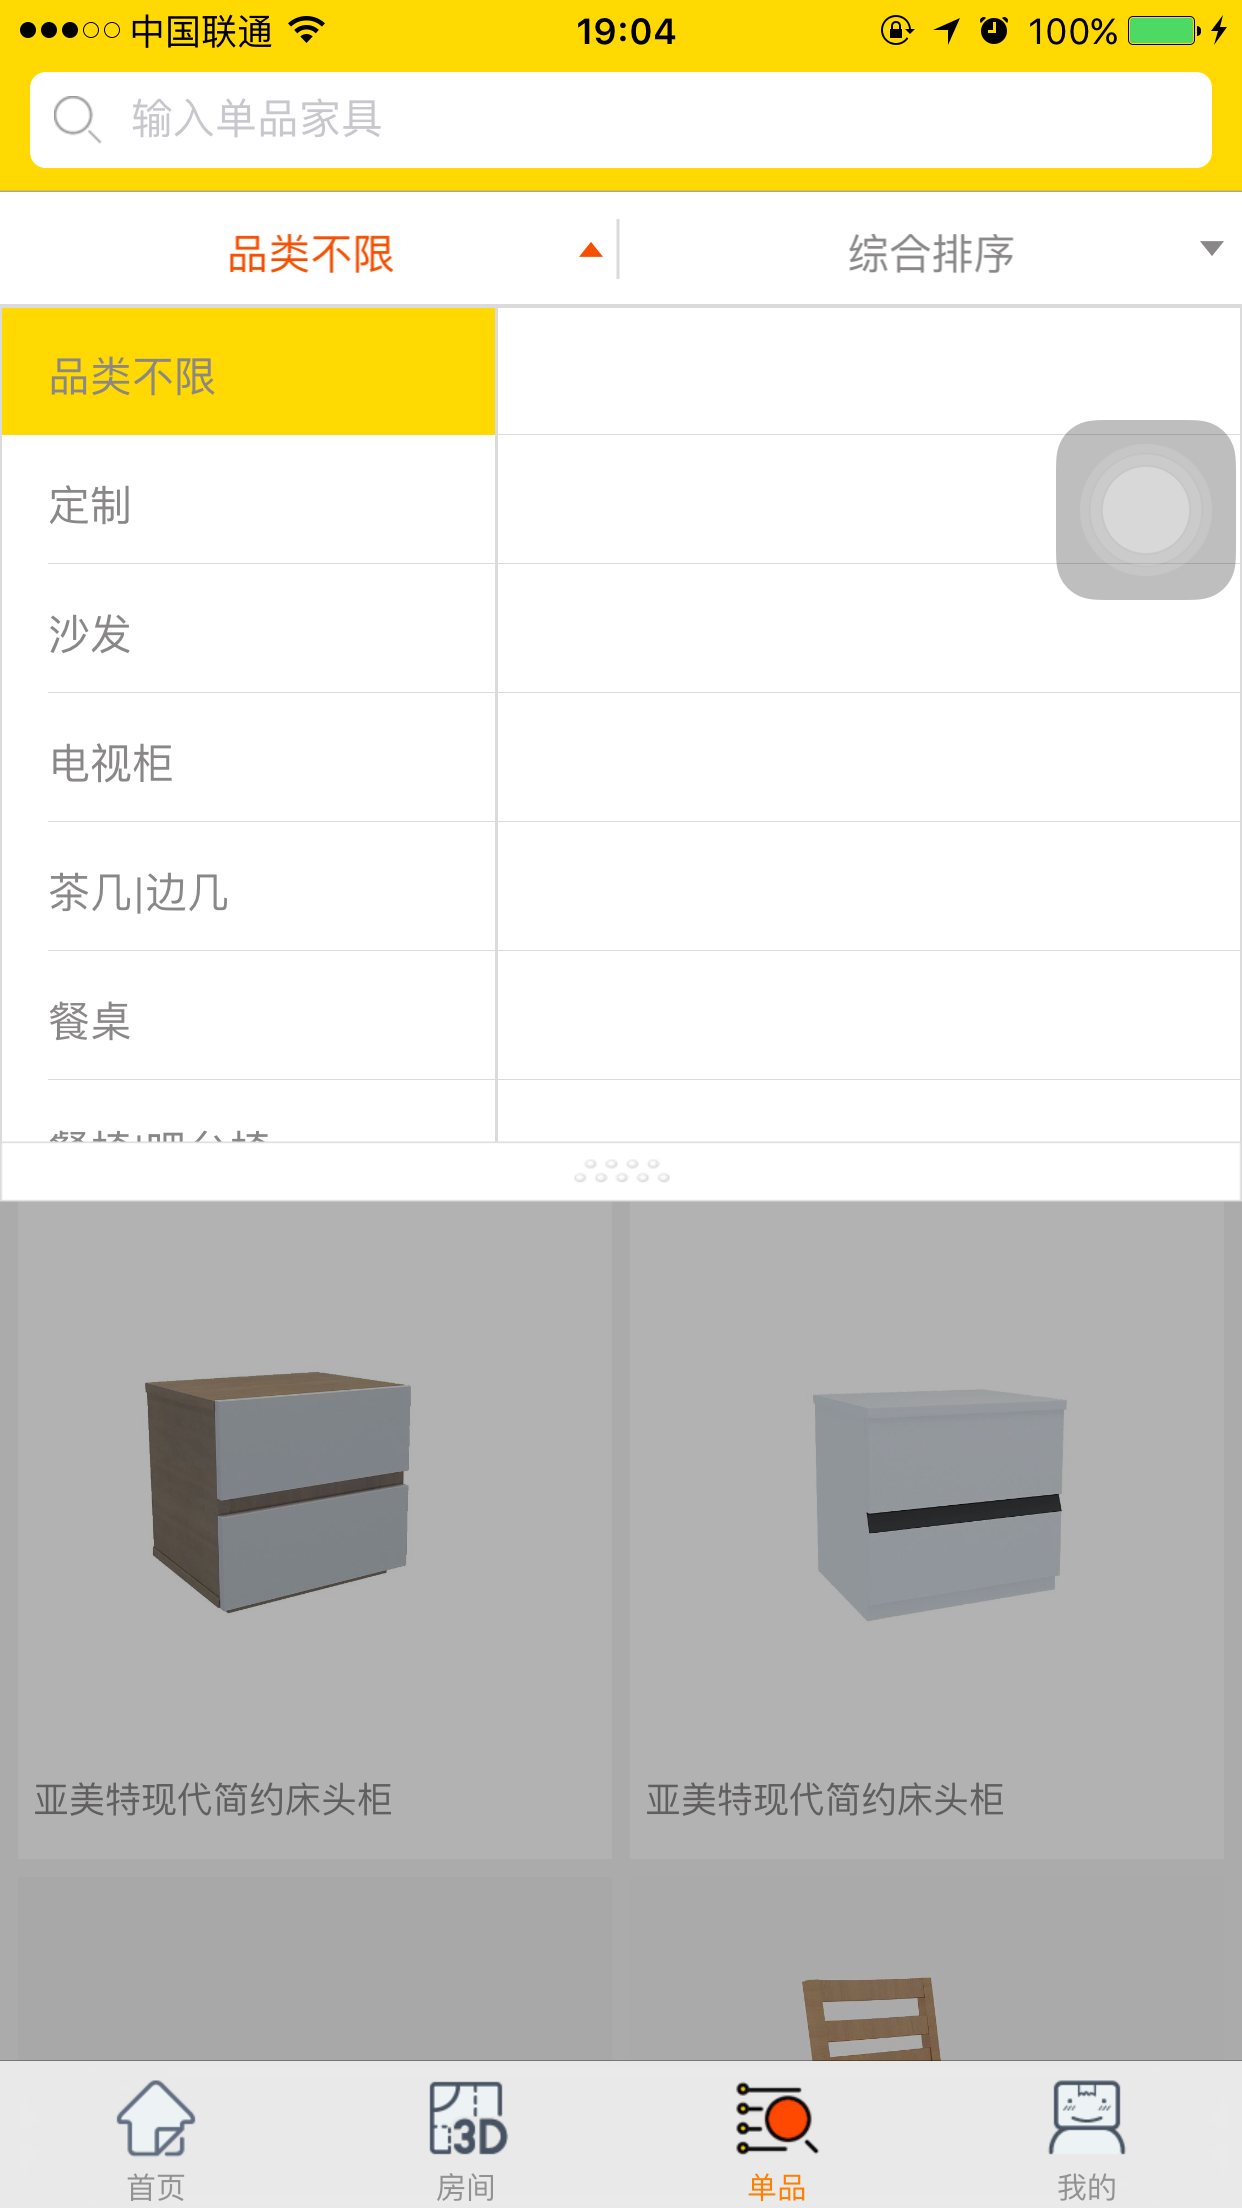 中国联通 19:04 100%
输入单品家具
品类不限 综合排序
品类不限
定制
沙发
电视柜
茶几|边几
餐桌
亚美特现代简约床头柜 亚美特现代简约床头柜
3D
首页 房间 单品 我的